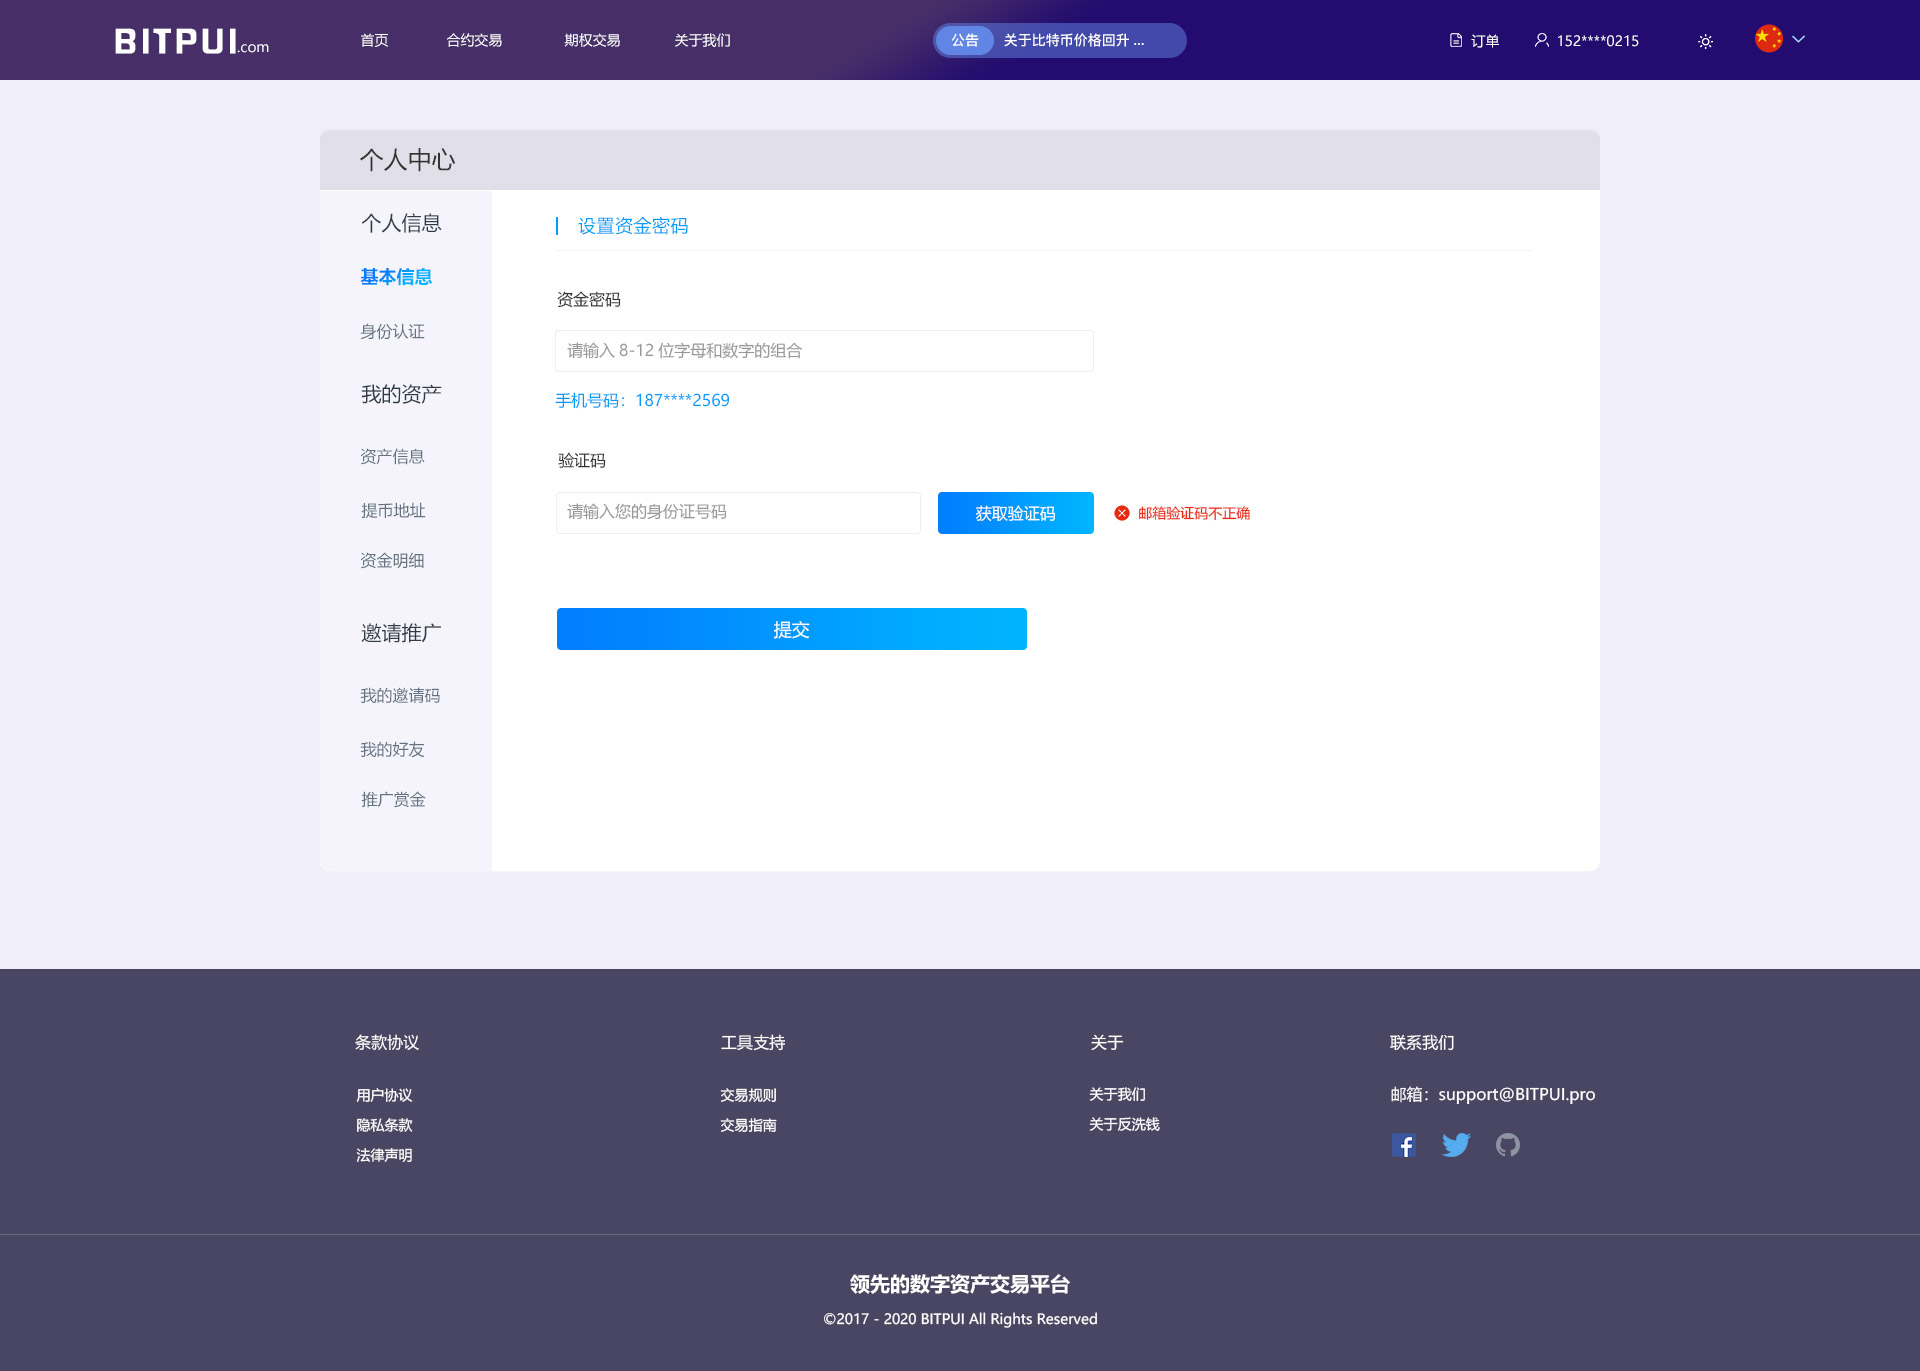 BITPUI.com
首页
合约交易
期权交易
关于我们
公告
关于比特币价格回升 ...
订单
152****0215
个人中心
个人信息
基本信息
身份认证
我的资产
资产信息
提币地址
资金明细
邀请推广
我的邀请码
我的好友
推广赏金
设置资金密码
资金密码
请输入 8-12 位字母和数字的组合
手机号码：187****2569
验证码
请输入您的身份证号码
获取验证码
邮箱验证码不正确
提交
条款协议
用户协议
隐私条款
法律声明
工具支持
交易规则
交易指南
关于
关于我们
关于反洗钱
联系我们
邮箱：support@BITPUI.pro
领先的数字资产交易平台
©2017 - 2020 BITPUI All Rights Reserved